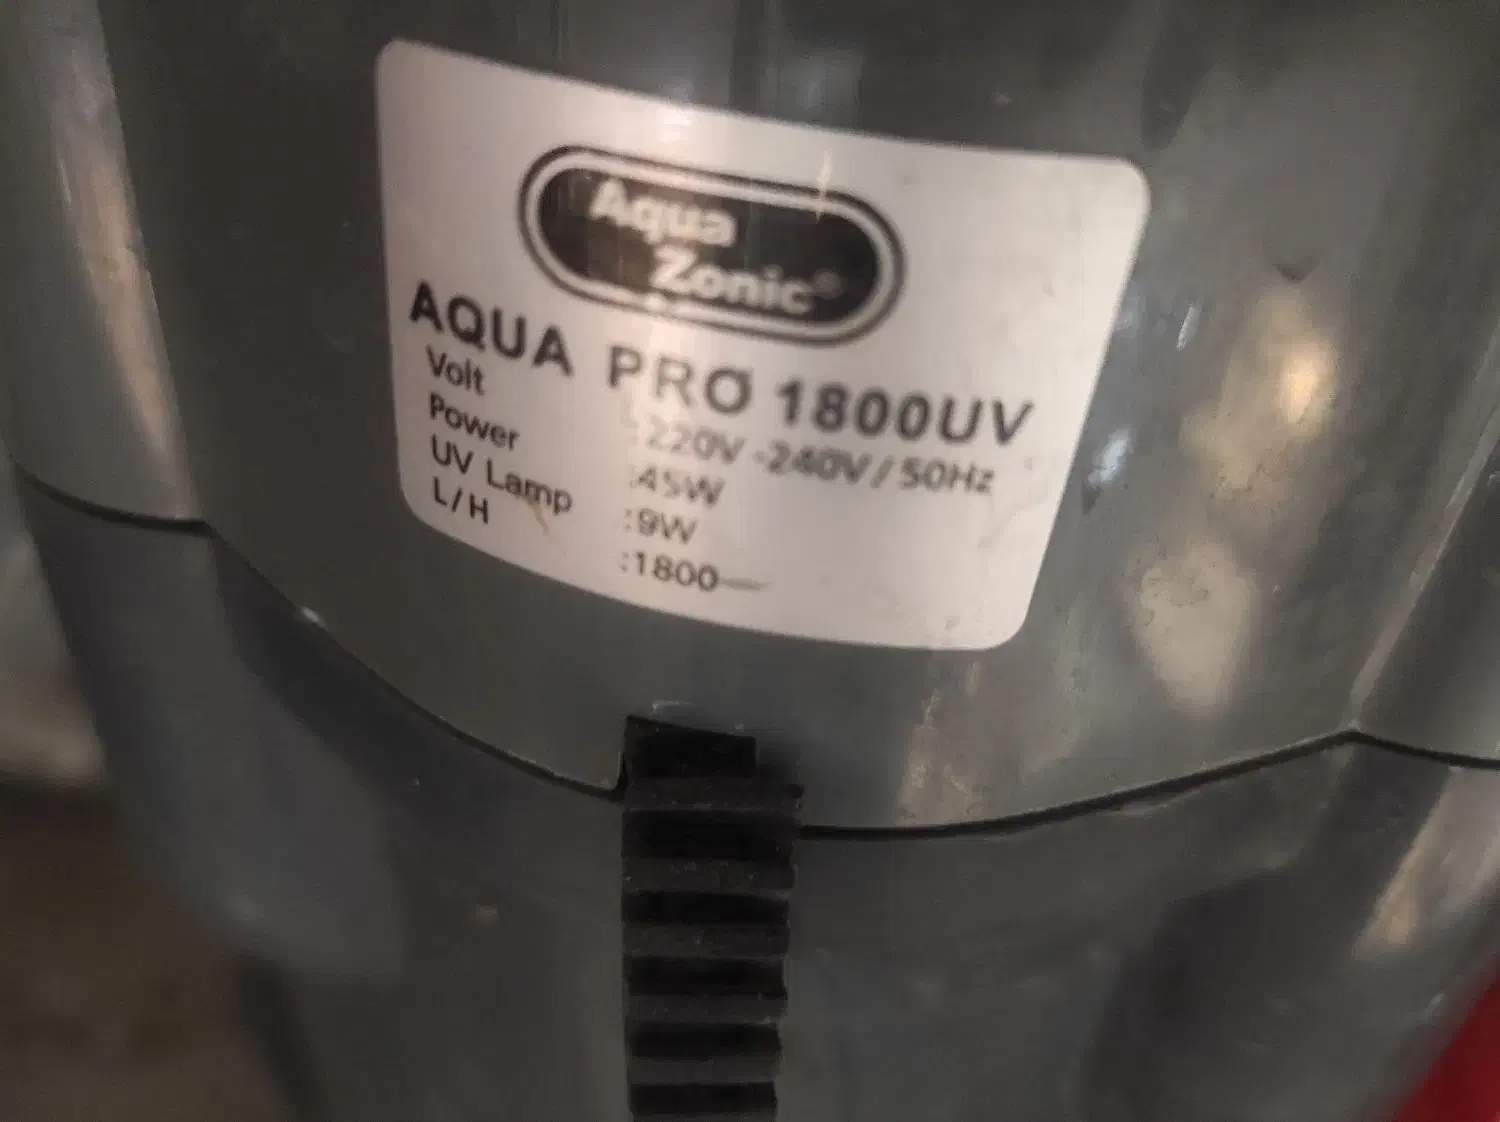 Aqua
Zonic®
AQUA PRO 1800UV
Volt :220V -240V/50Hz
Power :45W
UV Lamp :9W
L/H :1800